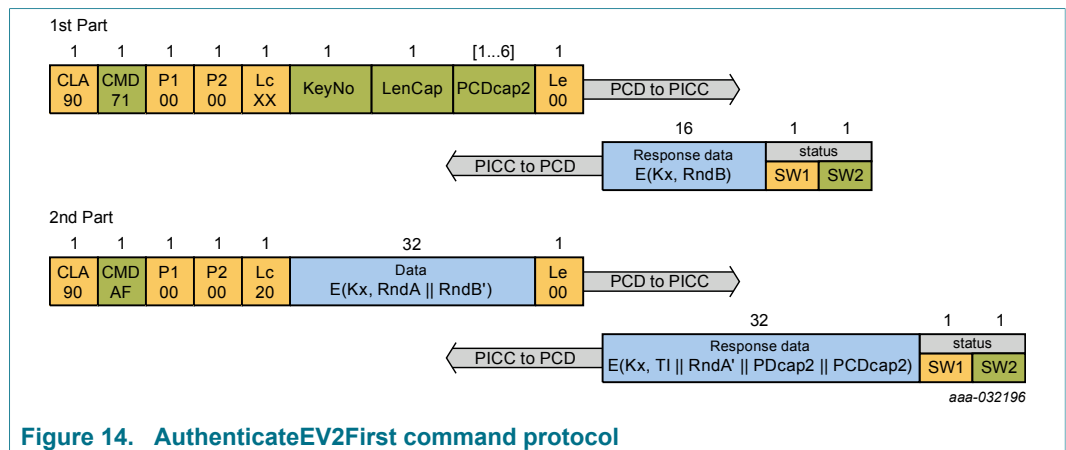 1st Part
1 1 1 1 1 1 1 [1...6] 1
CLA CMD P1 P2 Lc KeyNo LenCap PCDcap2 Le PCD to PICC
90 71 00 00 XX 00
16 1 1
PICC to PCD Response data status
E(Kx, RndB) SW1 SW2
2nd Part
1 1 1 1 1 32 1
CLA CMD P1 P2 Lc Data Le PCD to PICC
90 AF 00 00 20 E(Kx, RndA || RndB') 00
32 1 1
PICC to PCD Response data status
E(Kx, TI || RndA' || PDcap2 || PCDcap2) SW1 SW2
aaa-032196
Figure 14. AuthenticateEV2First command protocol